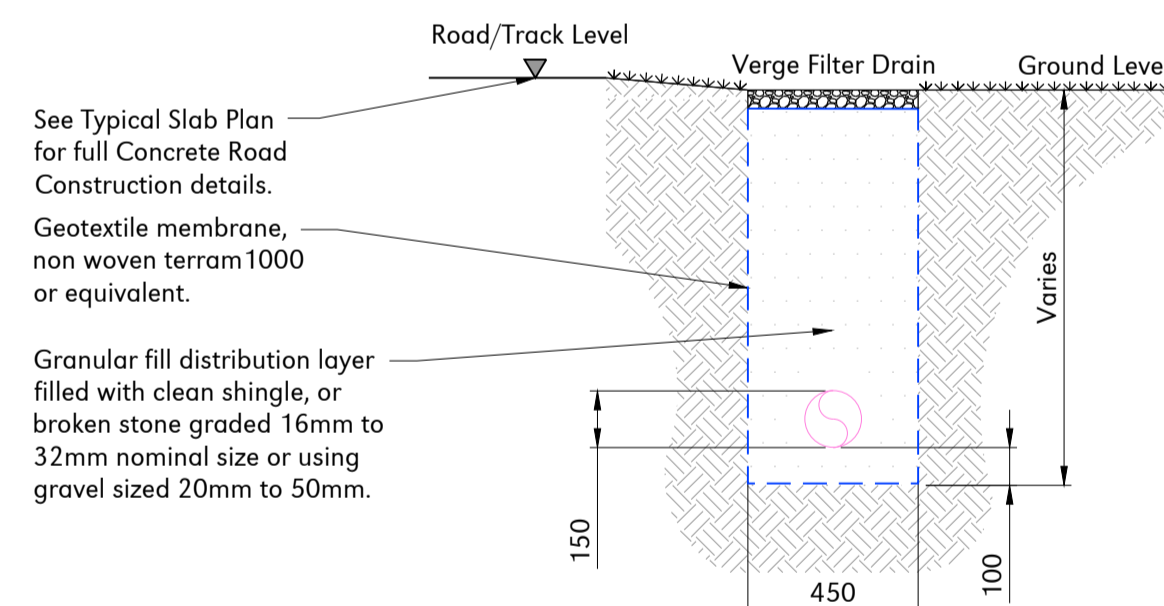 Road/Track Level
Verge Filter Drain
Ground Leve
See Typical Slab Plan
for full Concrete Road
Construction details.
Geotextile membrane,
non woven terram1000
or equivalent.
Granular fill distribution layer
filled with clean shingle, or
broken stone graded 16mm to
32mm nominal size or using
gravel sized 20mm to 50mm.
Varies
150
450
100